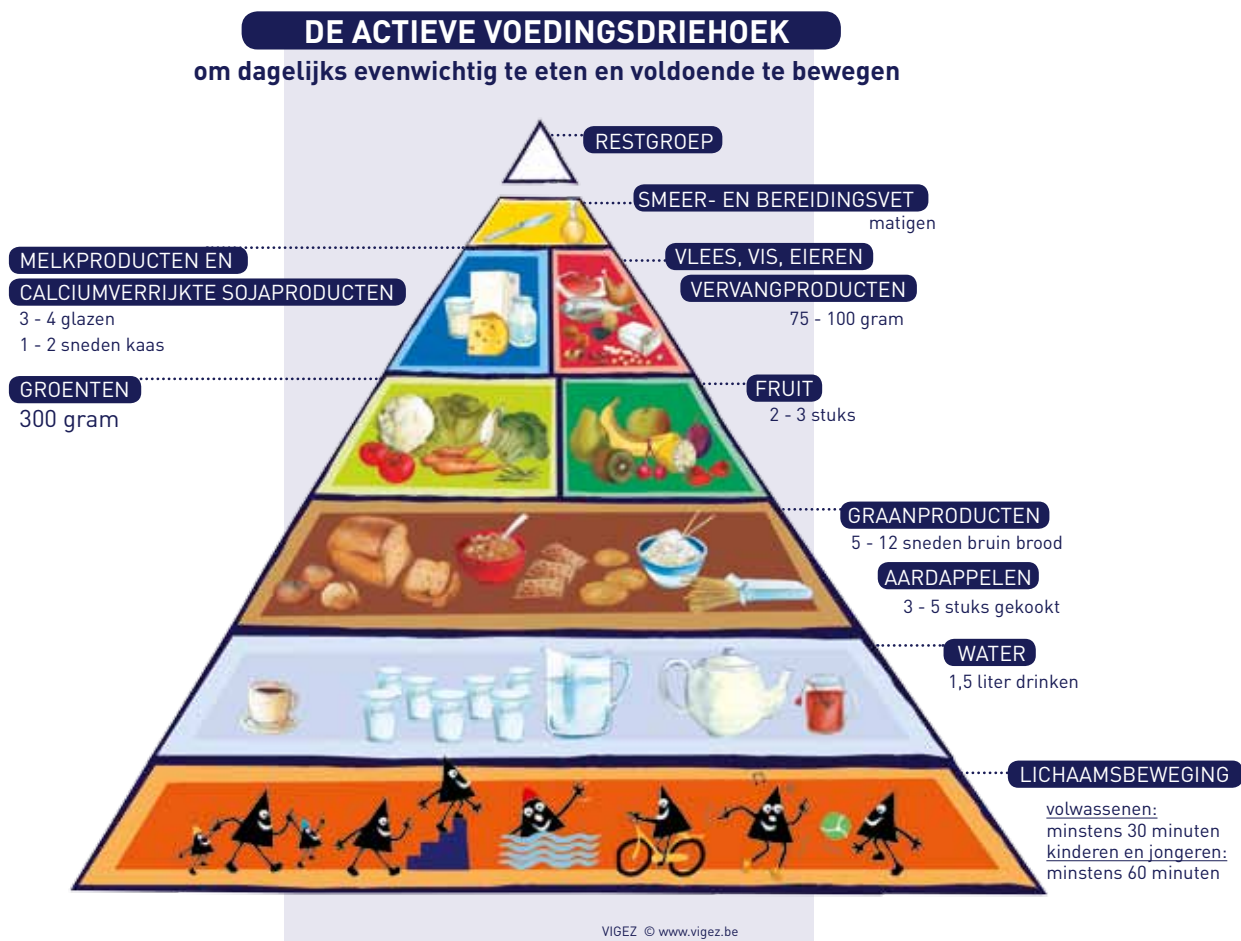 DE ACTIEVE VOEDINGSDRIEHOEK
om dagelijks evenwichtig te eten en voldoende te bewegen
RESTGROEP
SMEER- EN BEREIDINGSVET
matigen
MELKPRODUCTEN EN
CALCIUMVERRIJKTE SOJAPRODUCTEN
3 - 4 glazen
1 - 2 sneden kaas
VLEES, VIS, EIEREN
VERVANGPRODUCTEN
75 - 100 gram
GROENTEN
300 gram
FRUIT
2 - 3 stuks
GRAANPRODUCTEN
5 - 12 sneden bruin brood
AARDAPPELEN
3 - 5 stuks gekookt
WATER
1,5 liter drinken
LICHAAMSBEWEGING
volwassenen:
minstens 30 minuten
kinderen en jongeren:
minstens 60 minuten
VIGEZ © www.vigez.be